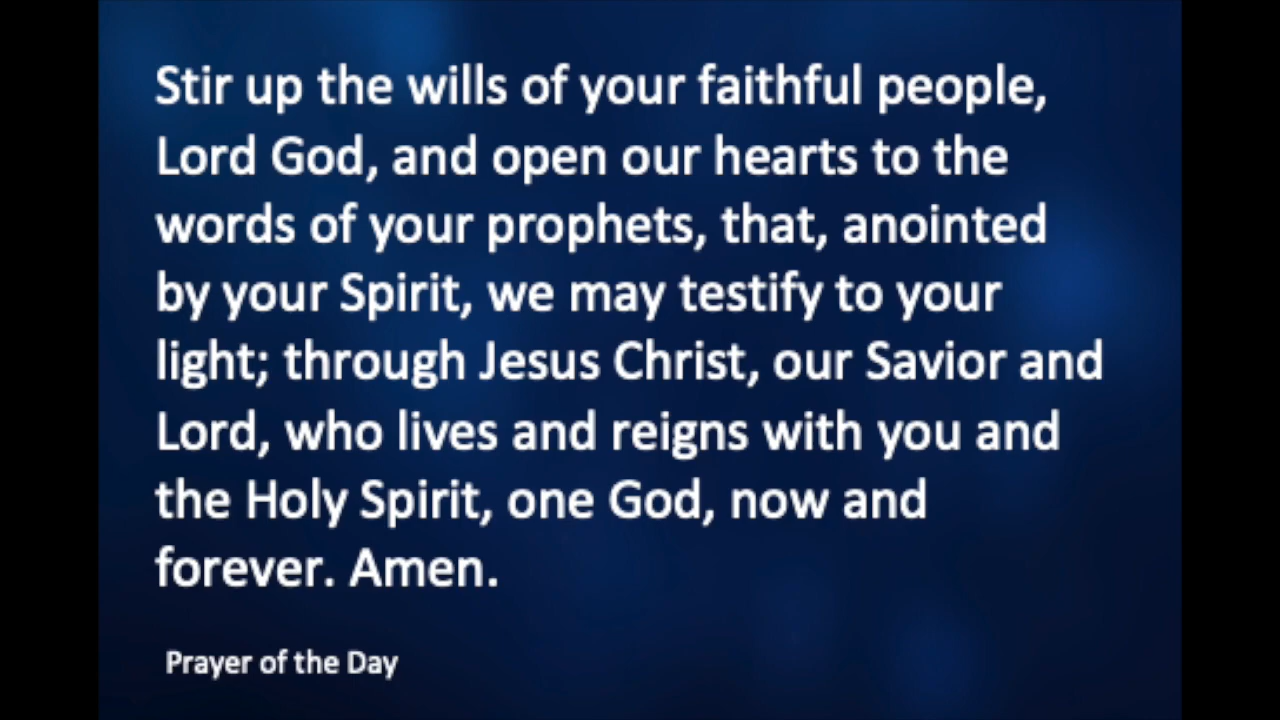 Stir up the wills of your faithful people,
Lord God, and open our hearts to the
words of your prophets, that, anointed
by your Spirit, we may testify to your
light; through Jesus Christ, our Savior and
Lord, who lives and reigns with you and
the Holy Spirit, one God, now and
forever. Amen.
Prayer of the Day